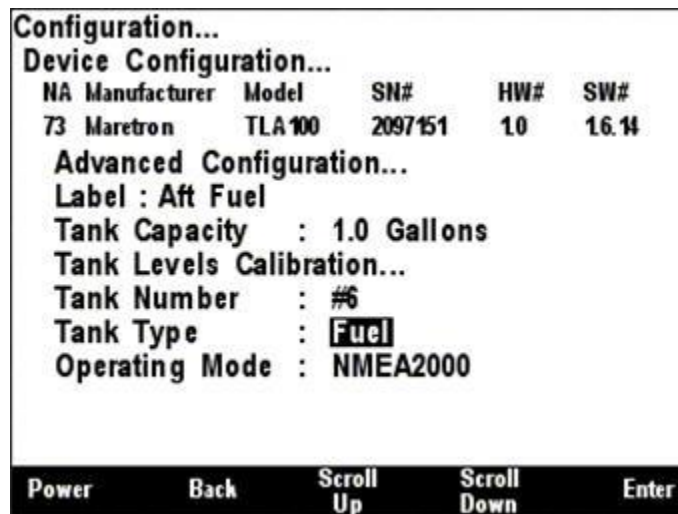 Configuration...
Device Configuration...
NA Manufacturer Model SN# HW# SW#
73 Maretron TLA100 2097151 1.0 1.6.14
Advanced Configuration...
Label : Aft Fuel
Tank Capacity : 1.0 Gallons
Tank Levels Calibration...
Tank Number : #6
Tank Type : Fuel
Operating Mode : NMEA2000
Power Back Scroll Up Scroll Down Enter